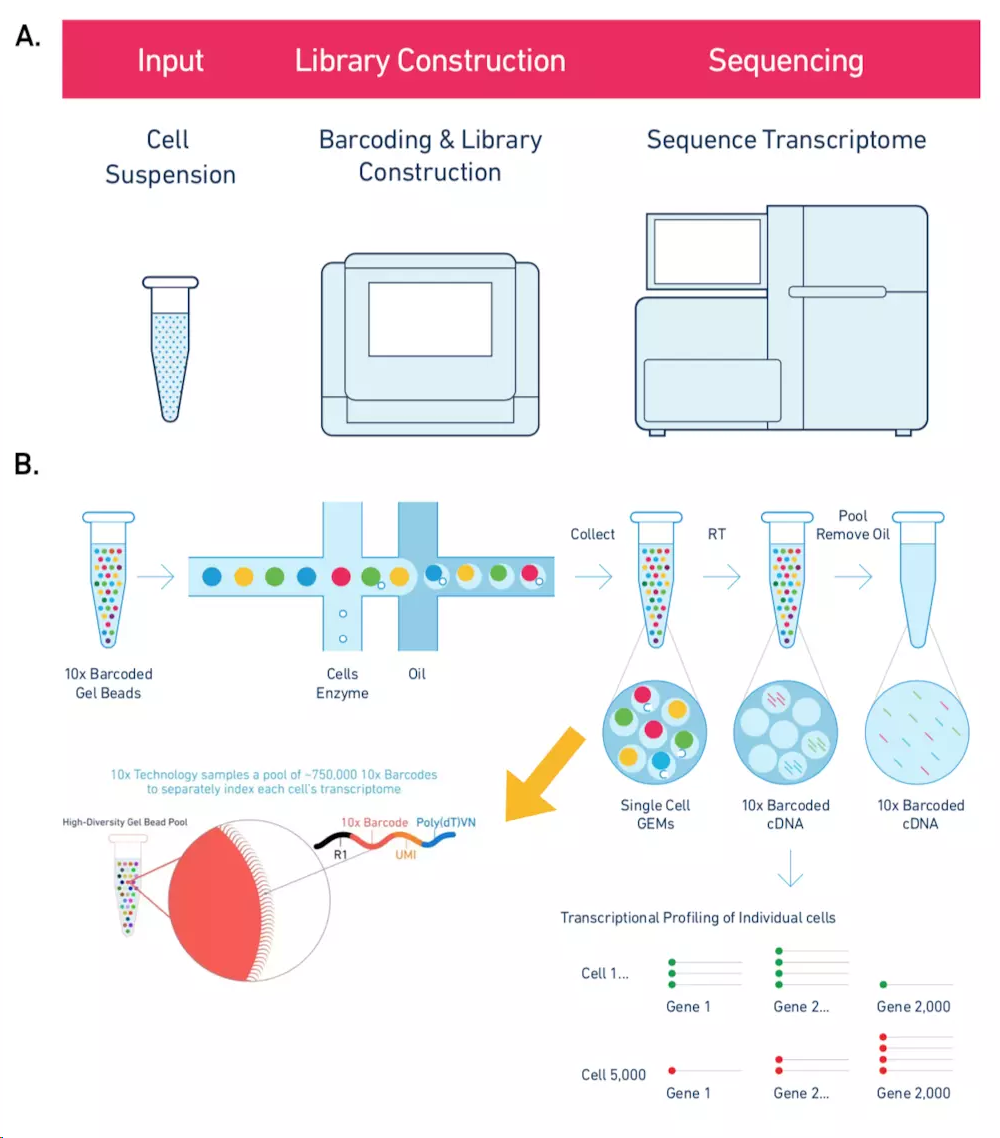 A.
Input
Library Construction
Sequencing
Cell
Suspension
Barcoding & Library
Construction
Sequence Transcriptome
B.
10x Barcoded
Gel Beads
Cells
Enzyme
Oil
Collect
RT
Pool
Remove Oil
Single Cell
GEMs
10x Barcoded
cDNA
10x Barcoded
cDNA
10x Technology samples a pool of ~750,000 10x Barcodes
to separately index each cell's transcriptome
High-Diversity Gel Bead Pool
10x Barcode
Poly(dT)VN
R1
UMI
Transcriptional Profiling of Individual cells
Cell 1...
Gene 1
Gene 2...
Gene 2,000
Cell 5,000
Gene 1
Gene 2...
Gene 2,000